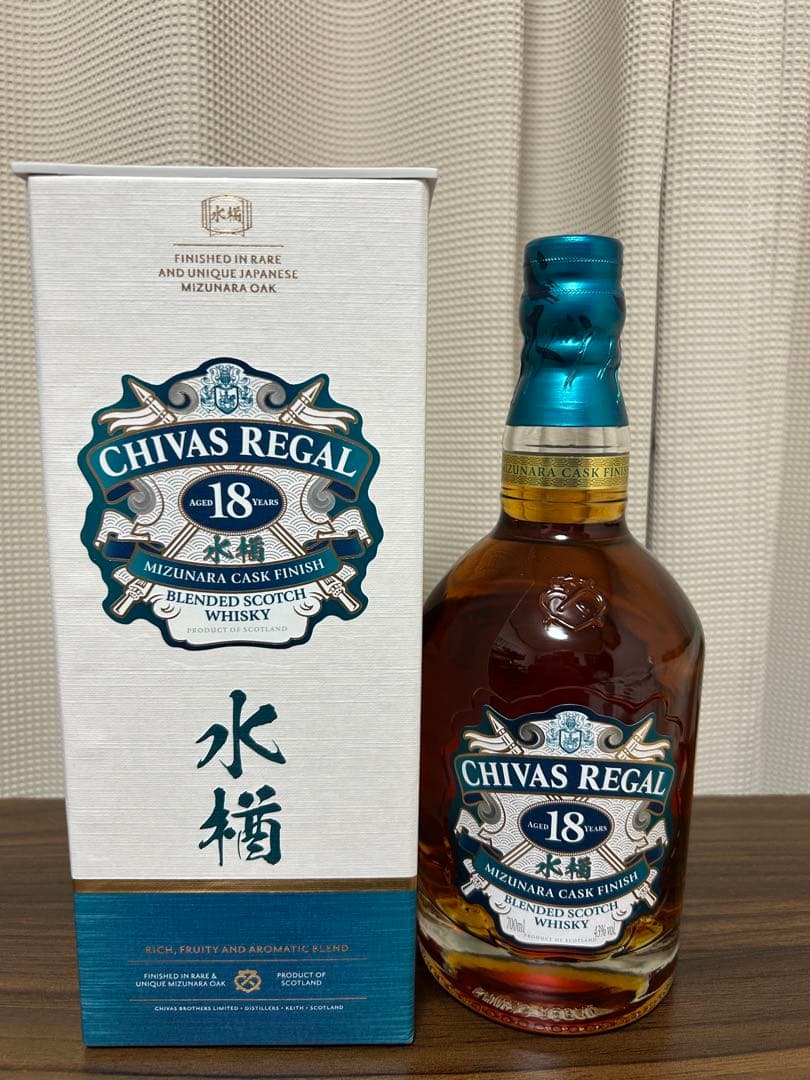 水楢
FINISHED IN RARE
AND UNIQUE JAPANESE
MIZUNARA OAK
CHIVAS REGAL
AGED 18 YEARS
水楢
MIZUNARA CASK FINISH
BLENDED SCOTCH
WHISKY
PRODUCT OF SCOTLAND
水
楢
RICH, FRUITY AND AROMATIC BLEND
FINISHED IN RARE &
UNIQUE MIZUNARA OAK
PRODUCT OF
SCOTLAND
CHIVAS BROTHERS LIMITED • DISTILLERS • KEITH • SCOTLAND
MIZUNARA CASK FINISH
CHIVAS REGAL
AGED 18 YEARS
水楢
MIZUNARA CASK FINISH
BLENDED SCOTCH
WHISKY
700ml
43% vol
PRODUCT OF SCOTLAND